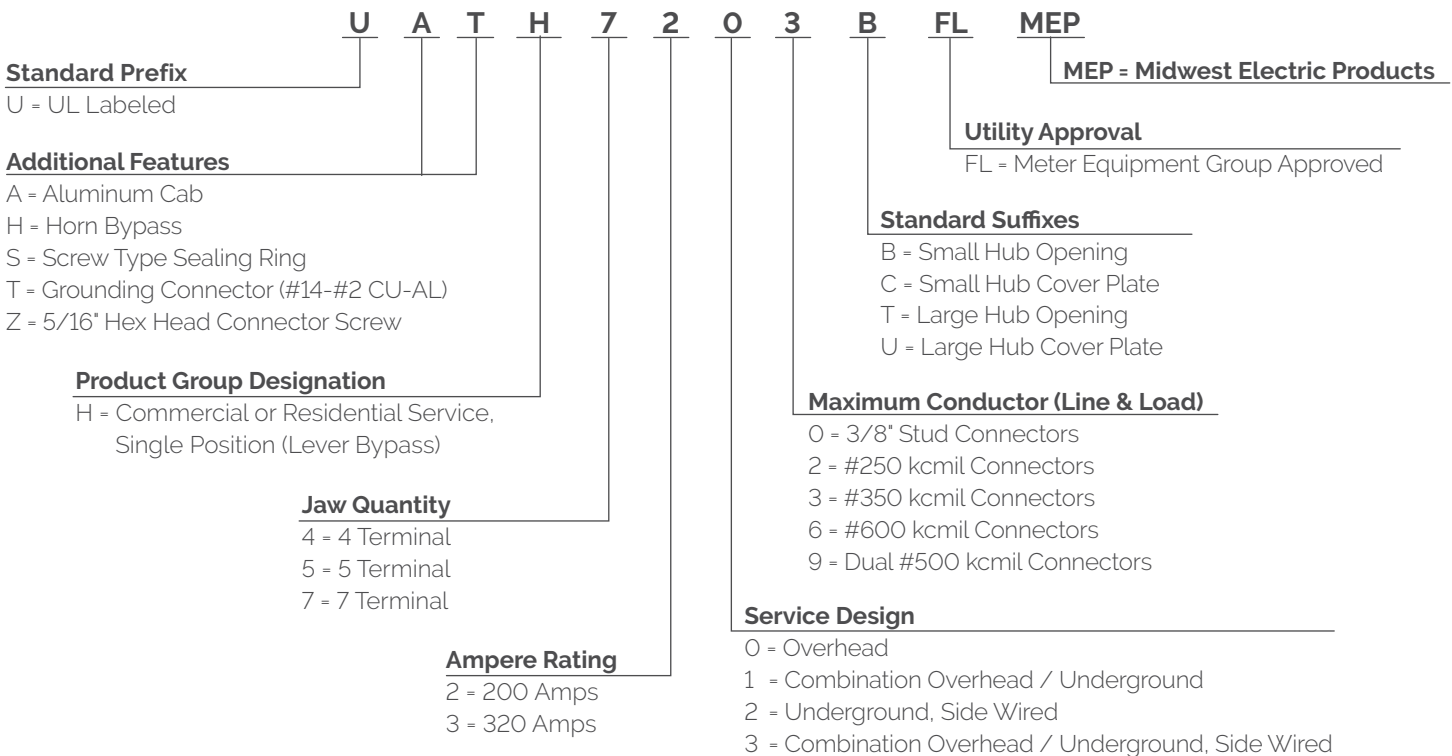 U A T H 7 2 0 3 B FL MEP
Standard Prefix
U = UL Labeled
Additional Features
A = Aluminum Cab
H = Horn Bypass
S = Screw Type Sealing Ring
T = Grounding Connector (#14-#2 CU-AL)
Z = 5/16" Hex Head Connector Screw
Product Group Designation
H = Commercial or Residential Service,
Single Position (Lever Bypass)
Jaw Quantity
4 = 4 Terminal
5 = 5 Terminal
7 = 7 Terminal
Ampere Rating
2 = 200 Amps
3 = 320 Amps
MEP = Midwest Electric Products
Utility Approval
FL = Meter Equipment Group Approved
Standard Suffixes
B = Small Hub Opening
C = Small Hub Cover Plate
T = Large Hub Opening
U = Large Hub Cover Plate
Maximum Conductor (Line & Load)
0 = 3/8" Stud Connectors
2 = #250 kcmil Connectors
3 = #350 kcmil Connectors
6 = #600 kcmil Connectors
9 = Dual #500 kcmil Connectors
Service Design
0 = Overhead
1 = Combination Overhead / Underground
2 = Underground, Side Wired
3 = Combination Overhead / Underground, Side Wired